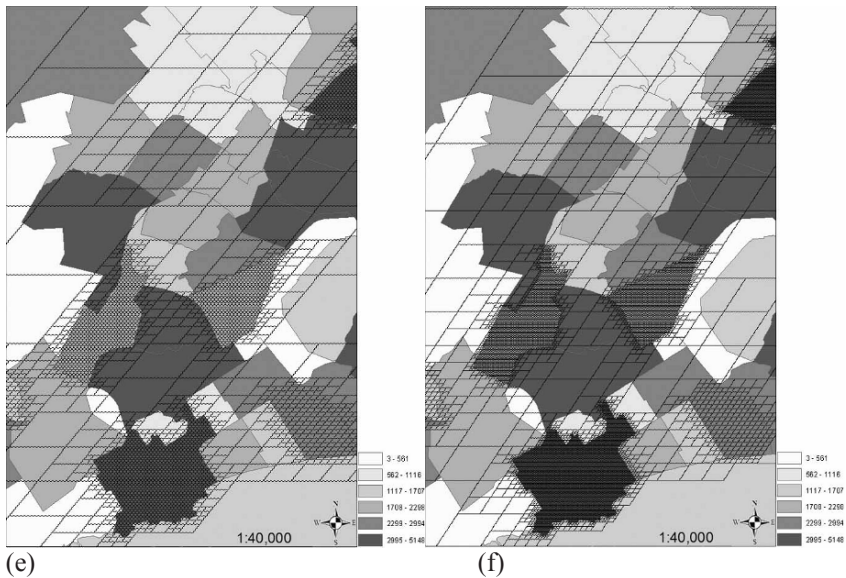 3 - 561
562 - 1116
1117 - 1707
1708 - 2298
2299 - 2994
2995 - 5148
N
W E
S
1:40,000
(e)
3 - 561
562 - 1116
1117 - 1707
1708 - 2298
2299 - 2994
2995 - 5148
N
W E
S
1:40,000
(f)